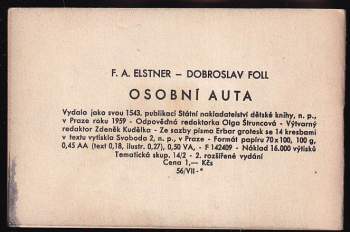 F. A. ELSTNER – DOBROSLAV FOLL
OSOBNÍ AUTA
Vydalo jako svou 1543. publikaci Státní nakladatelství dětské knihy, n. p.,
v Praze roku 1959 - Odpovědná redaktorka Olga Štruncová - Výtvarný
redaktor Zdeněk Kudělka - Ze sazby písma Erbar grotesk se 14 kresbami
v textu vytiskla Svoboda 2, n. p., v Praze - Formát papíru 70 x 100, 100 g,
0,45 AA (text 0,18, ilustr. 0,27), 0,50 VA, - F 142409 - Náklad 16.000 výtisků
Tematická skup. 14/2 - 2. rozšířené vydání
Cena 1,— Kčs
56/VII-*